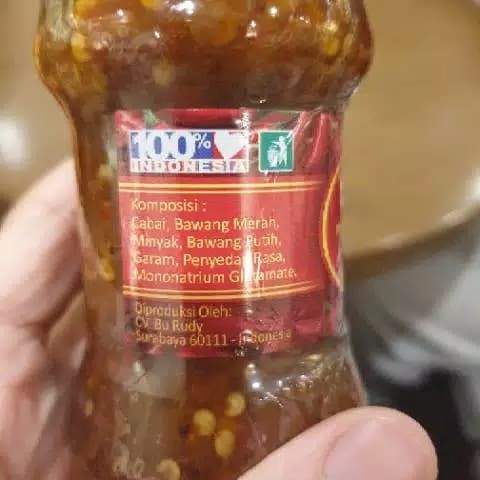 100%
INDONESIA
Komposisi :
Cabai, Bawang Merah,
Minyak, Bawang Putih,
Garam, Penyedap Rasa,
Mononatrium Glutamate.
Diproduksi Oleh:
CV. Bu Rudy
Surabaya 60111 - Indonesia